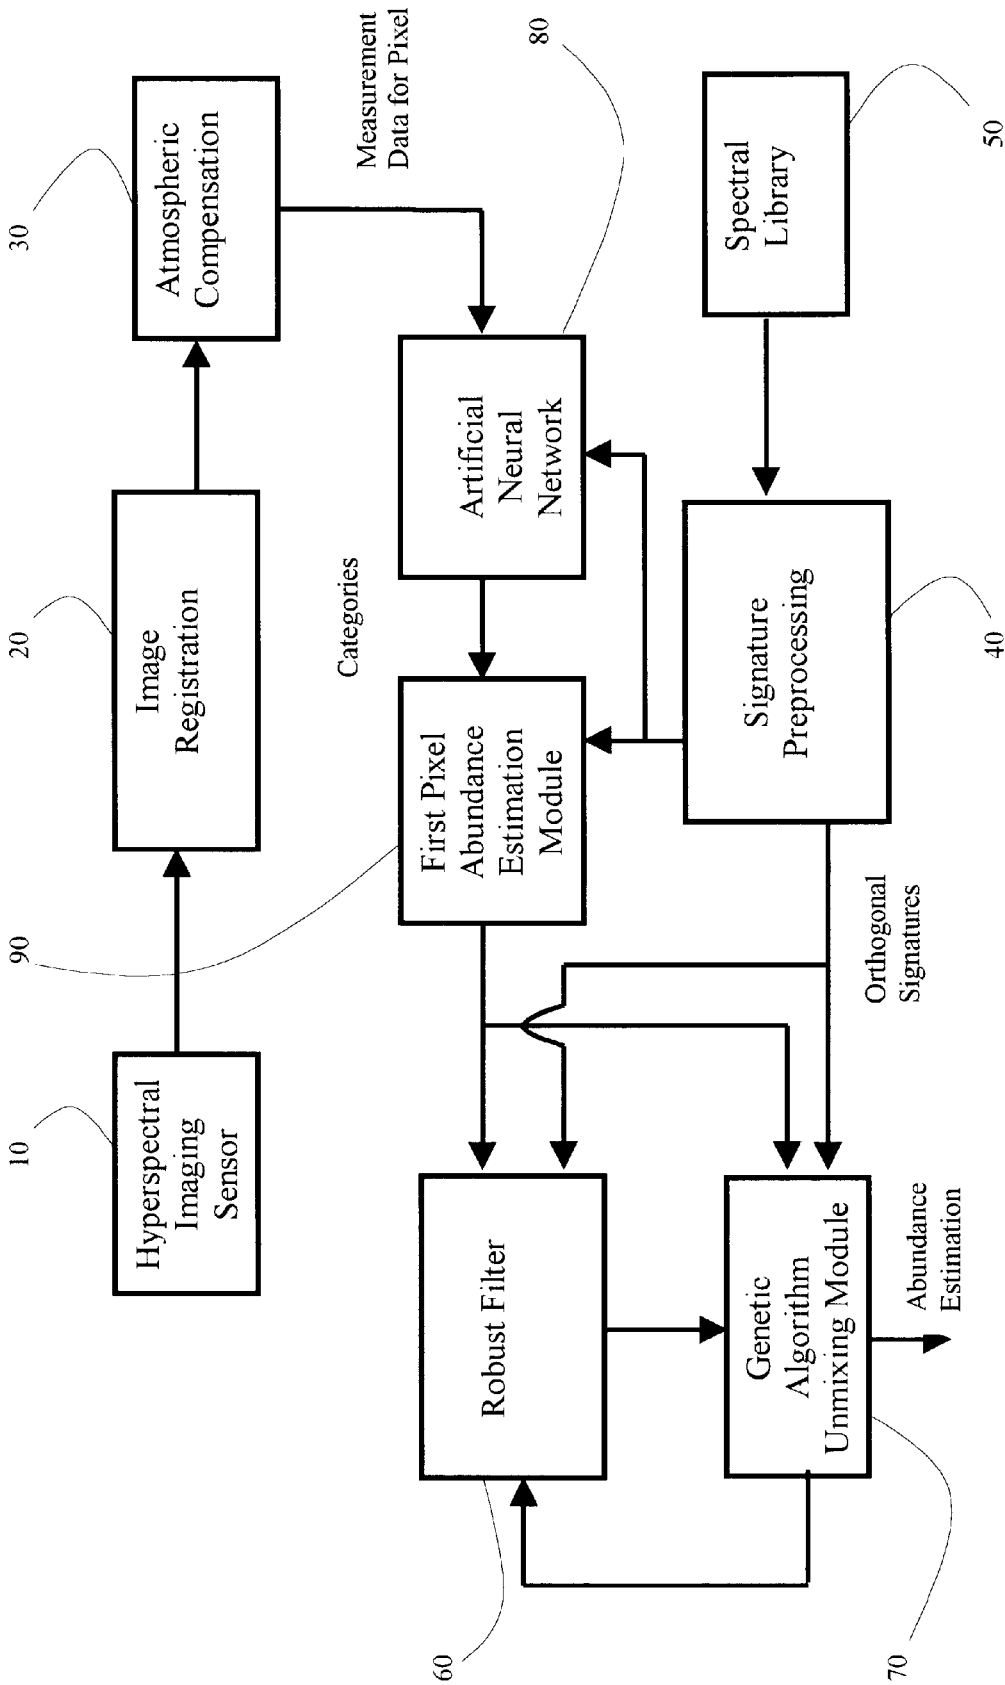 10
Hyperspectral
Imaging
Sensor
20
Image
Registration
30
Atmospheric
Compensation
Measurement
Data for Pixel
90
First Pixel
Abundance
Estimation
Module
Categories
80
Artificial
Neural
Network
60
Robust Filter
Orthogonal
Signatures
40
Signature
Preprocessing
50
Spectral
Library
70
Genetic
Algorithm
Unmixing Module
Abundance
Estimation